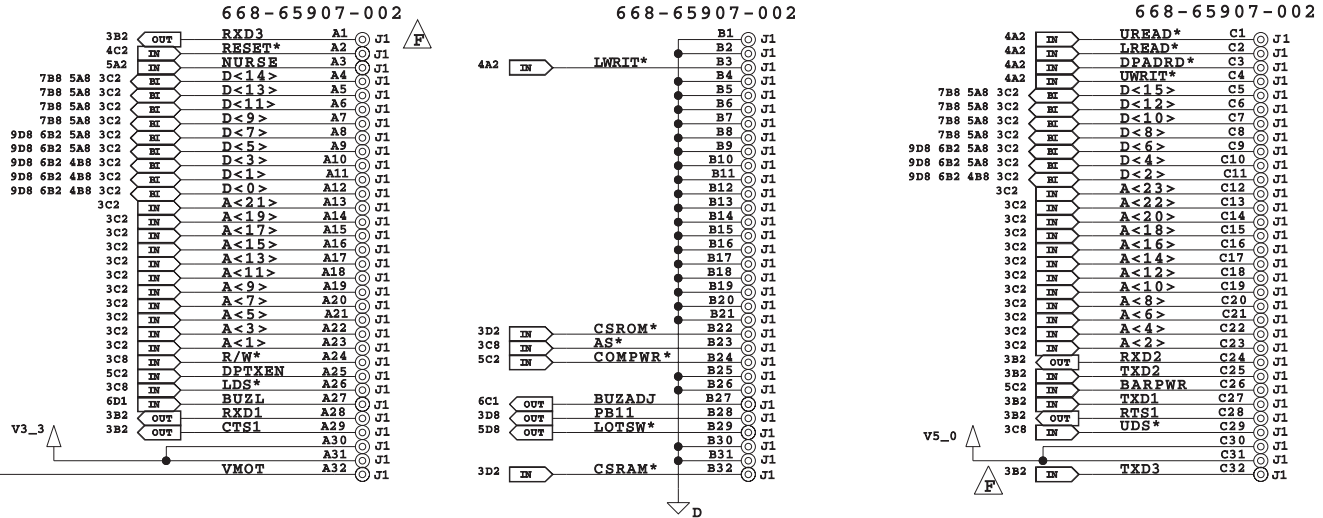 668-65907-002
3B2 OUT RXD3 A1 J1
F
4C2 IN RESET* A2 J1
5A2 IN NURSE A3 J1
7B8 5A8 3C2 BI D<14> A4 J1
7B8 5A8 3C2 BI D<13> A5 J1
7B8 5A8 3C2 BI D<11> A6 J1
7B8 5A8 3C2 BI D<9> A7 J1
9D8 6B2 5A8 3C2 BI D<7> A8 J1
9D8 6B2 5A8 3C2 BI D<5> A9 J1
9D8 6B2 4B8 3C2 BI D<3> A10 J1
9D8 6B2 4B8 3C2 BI D<1> A11 J1
9D8 6B2 4B8 3C2 BI D<0> A12 J1
3C2 IN A<21> A13 J1
3C2 IN A<19> A14 J1
3C2 IN A<17> A15 J1
3C2 IN A<15> A16 J1
3C2 IN A<13> A17 J1
3C2 IN A<11> A18 J1
3C2 IN A<9> A19 J1
3C2 IN A<7> A20 J1
3C2 IN A<5> A21 J1
3C2 IN A<3> A22 J1
3C2 IN A<1> A23 J1
3C8 IN R/W* A24 J1
5C2 IN DPTXEN A25 J1
3C8 IN LDS* A26 J1
6D1 IN BUZL A27 J1
3B2 OUT RXD1 A28 J1
3B2 OUT CTS1 A29 J1
V3_3
A30 J1
A31 J1
VMOT A32 J1
668-65907-002
B1 J1
B2 J1
4A2 IN LWRIT* B3 J1
B4 J1
B5 J1
B6 J1
B7 J1
B8 J1
B9 J1
B10 J1
B11 J1
B12 J1
B13 J1
B14 J1
B15 J1
B16 J1
B17 J1
B18 J1
B19 J1
B20 J1
B21 J1
3D2 IN CSROM* B22 J1
3C8 IN AS* B23 J1
5C2 IN COMPWR* B24 J1
B25 J1
B26 J1
6C1 OUT BUZADJ B27 J1
3D8 OUT PB11 B28 J1
5D8 OUT LOTSW* B29 J1
B30 J1
B31 J1
3D2 IN CSRAM* B32 J1
D
668-65907-002
4A2 IN UREAD* C1 J1
4A2 IN LREAD* C2 J1
4A2 IN DPADRD* C3 J1
4A2 IN UWRIT* C4 J1
7B8 5A8 3C2 BI D<15> C5 J1
7B8 5A8 3C2 BI D<12> C6 J1
7B8 5A8 3C2 BI D<10> C7 J1
7B8 5A8 3C2 BI D<8> C8 J1
9D8 6B2 5A8 3C2 BI D<6> C9 J1
9D8 6B2 5A8 3C2 BI D<4> C10 J1
9D8 6B2 4B8 3C2 BI D<2> C11 J1
3C2 IN A<23> C12 J1
3C2 IN A<22> C13 J1
3C2 IN A<20> C14 J1
3C2 IN A<18> C15 J1
3C2 IN A<16> C16 J1
3C2 IN A<14> C17 J1
3C2 IN A<12> C18 J1
3C2 IN A<10> C19 J1
3C2 IN A<8> C20 J1
3C2 IN A<6> C21 J1
3C2 IN A<4> C22 J1
3C2 IN A<2> C23 J1
3B2 OUT RXD2 C24 J1
3B2 IN TXD2 C25 J1
5C2 IN BARPWR C26 J1
3B2 IN TXD1 C27 J1
3B2 OUT RTS1 C28 J1
3C8 IN UDS* C29 J1
V5_0
C30 J1
C31 J1
F
3B2 IN TXD3 C32 J1